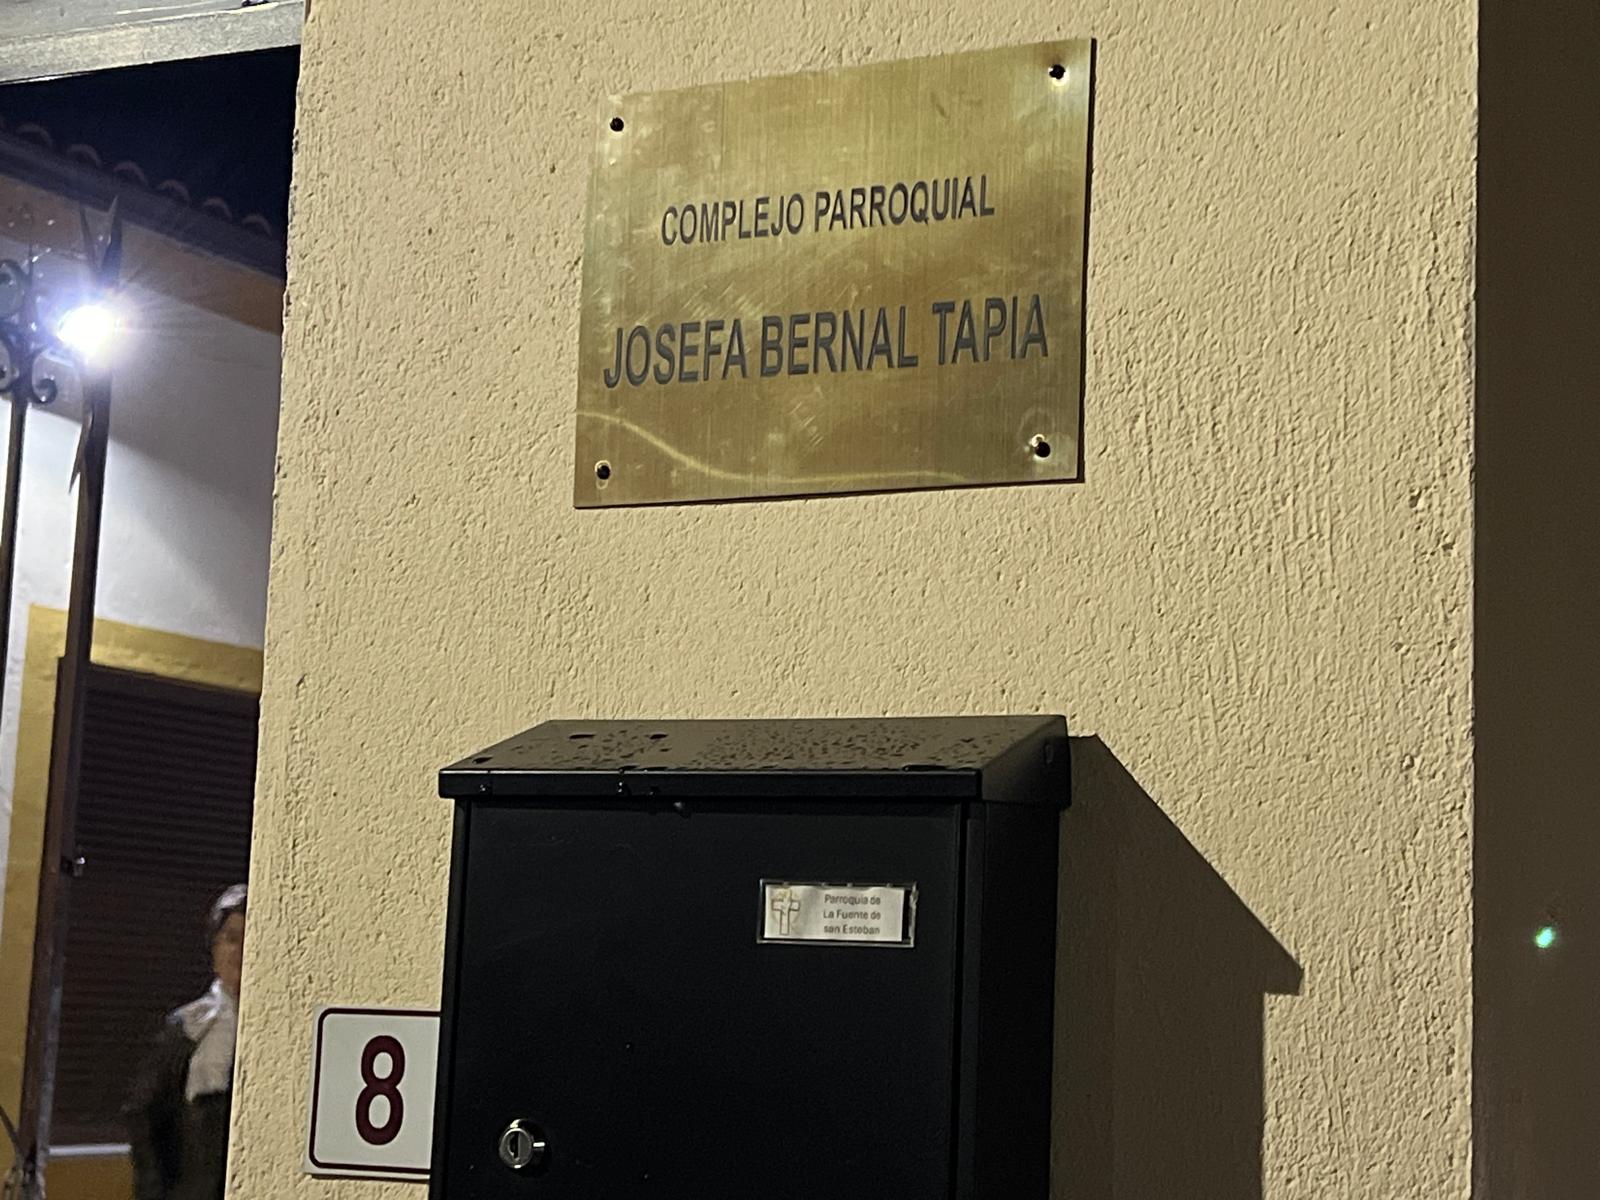 COMPLEJO PARROQUIAL
JOSEFA BERNAL TAPIA
Parroquia de
La Fuente de
san Esteban
8